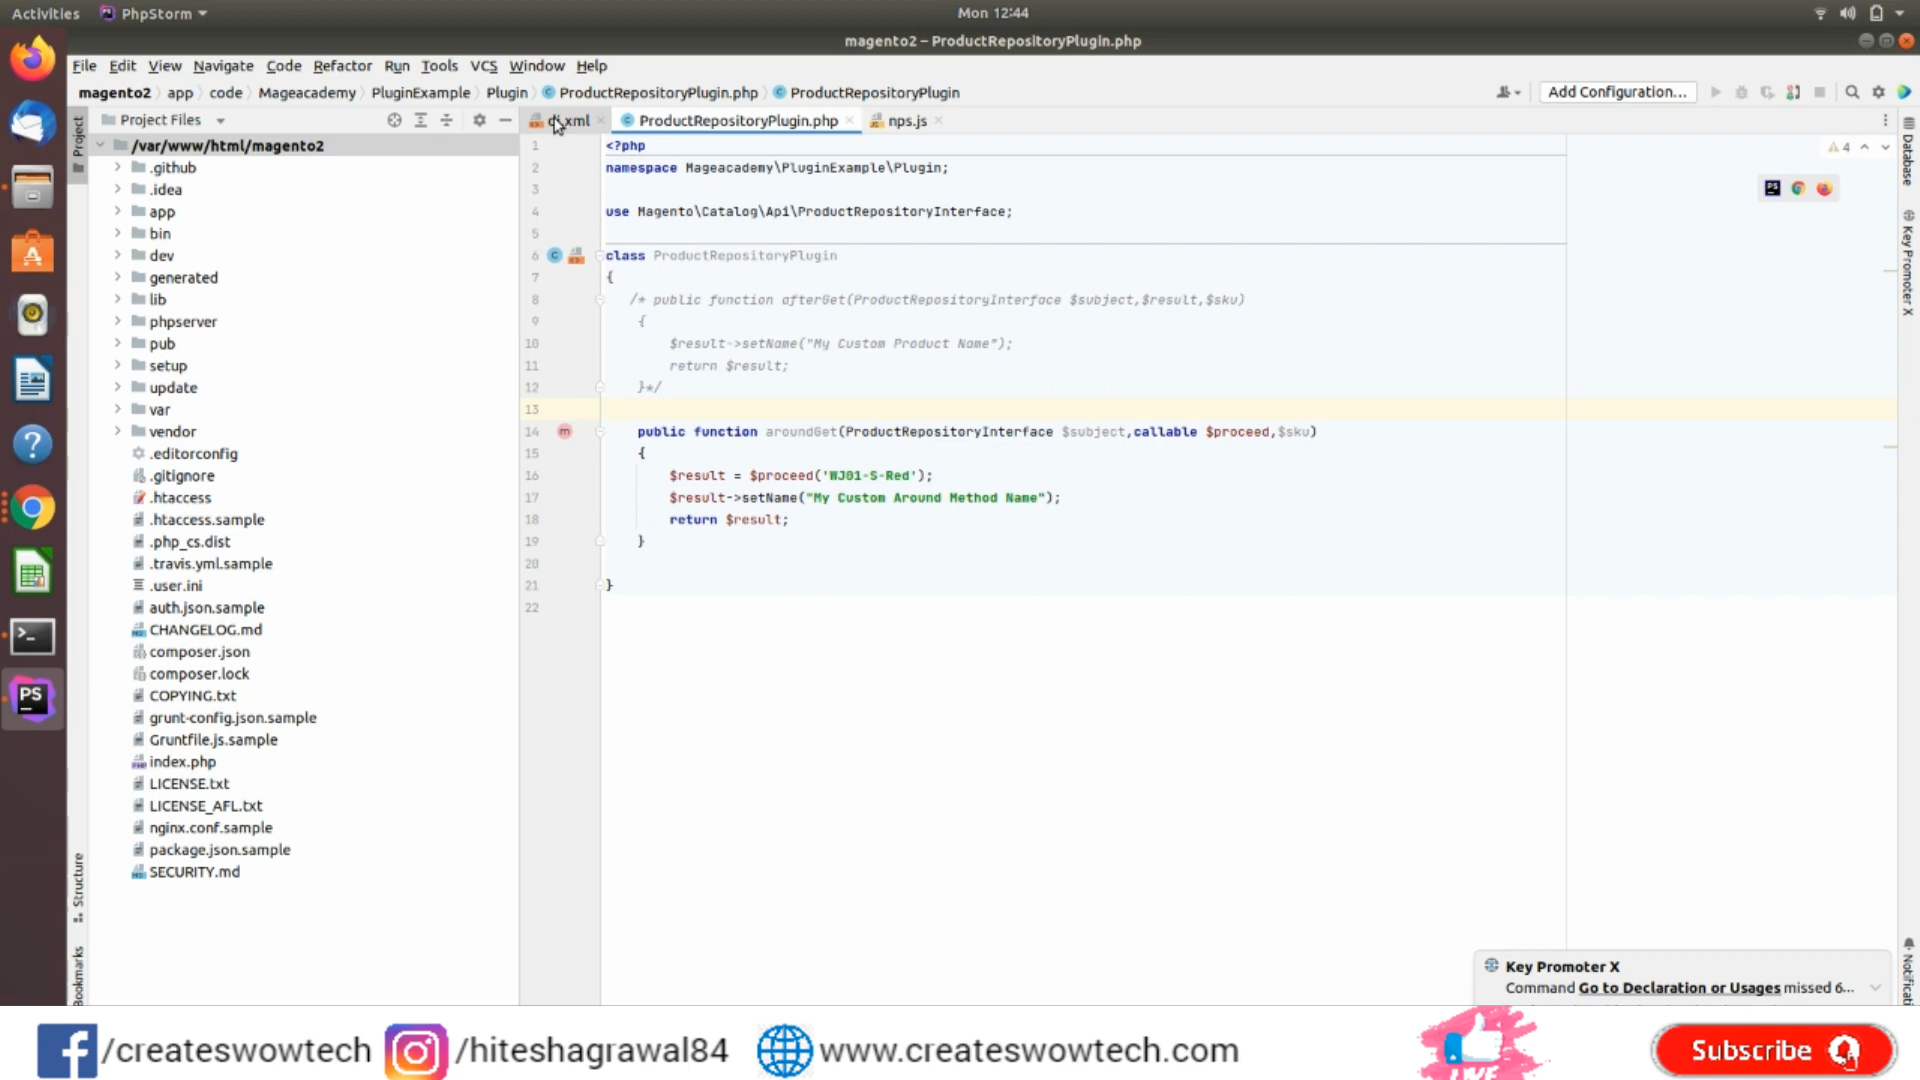 Activities PhpStorm Mon 12:44
magento2 – ProductRepositoryPlugin.php
File Edit View Navigate Code Refactor Run Tools VCS Window Help
magento2 app code Mageacademy PluginExample Plugin ProductRepositoryPlugin.php ProductRepositoryPlugin Add Configuration...
Project Project Files di.xml ProductRepositoryPlugin.php nps.js
/var/www/html/magento2
.github
.idea
app
bin
dev
generated
lib
phpserver
pub
setup
update
var
vendor
.editorconfig
.gitignore
.htaccess
.htaccess.sample
.php_cs.dist
.travis.yml.sample
.user.ini
auth.json.sample
CHANGELOG.md
composer.json
composer.lock
COPYING.txt
grunt-config.json.sample
Gruntfile.js.sample
index.php
LICENSE.txt
LICENSE_AFL.txt
nginx.conf.sample
package.json.sample
SECURITY.md
Structure
Bookmarks
1 <?php
2 namespace Mageacademy\PluginExample\Plugin;
3
4 use Magento\Catalog\Api\ProductRepositoryInterface;
5
6 class ProductRepositoryPlugin
7 {
8 /* public function afterGet(ProductRepositoryInterface $subject,$result,$sku)
9 {
10 $result->setName("My Custom Product Name");
11 return $result;
12 }*/
13
14 public function aroundGet(ProductRepositoryInterface $subject,callable $proceed,$sku)
15 {
16 $result = $proceed('WJ01-S-Red');
17 $result->setName("My Custom Around Method Name");
18 return $result;
19 }
20
21 }
22
4
Database
Key Promoter X
Notificati
Key Promoter X
Command Go to Declaration or Usages missed 6...
/createswowtech /hiteshagrawal84 www.createswowtech.com Subscribe